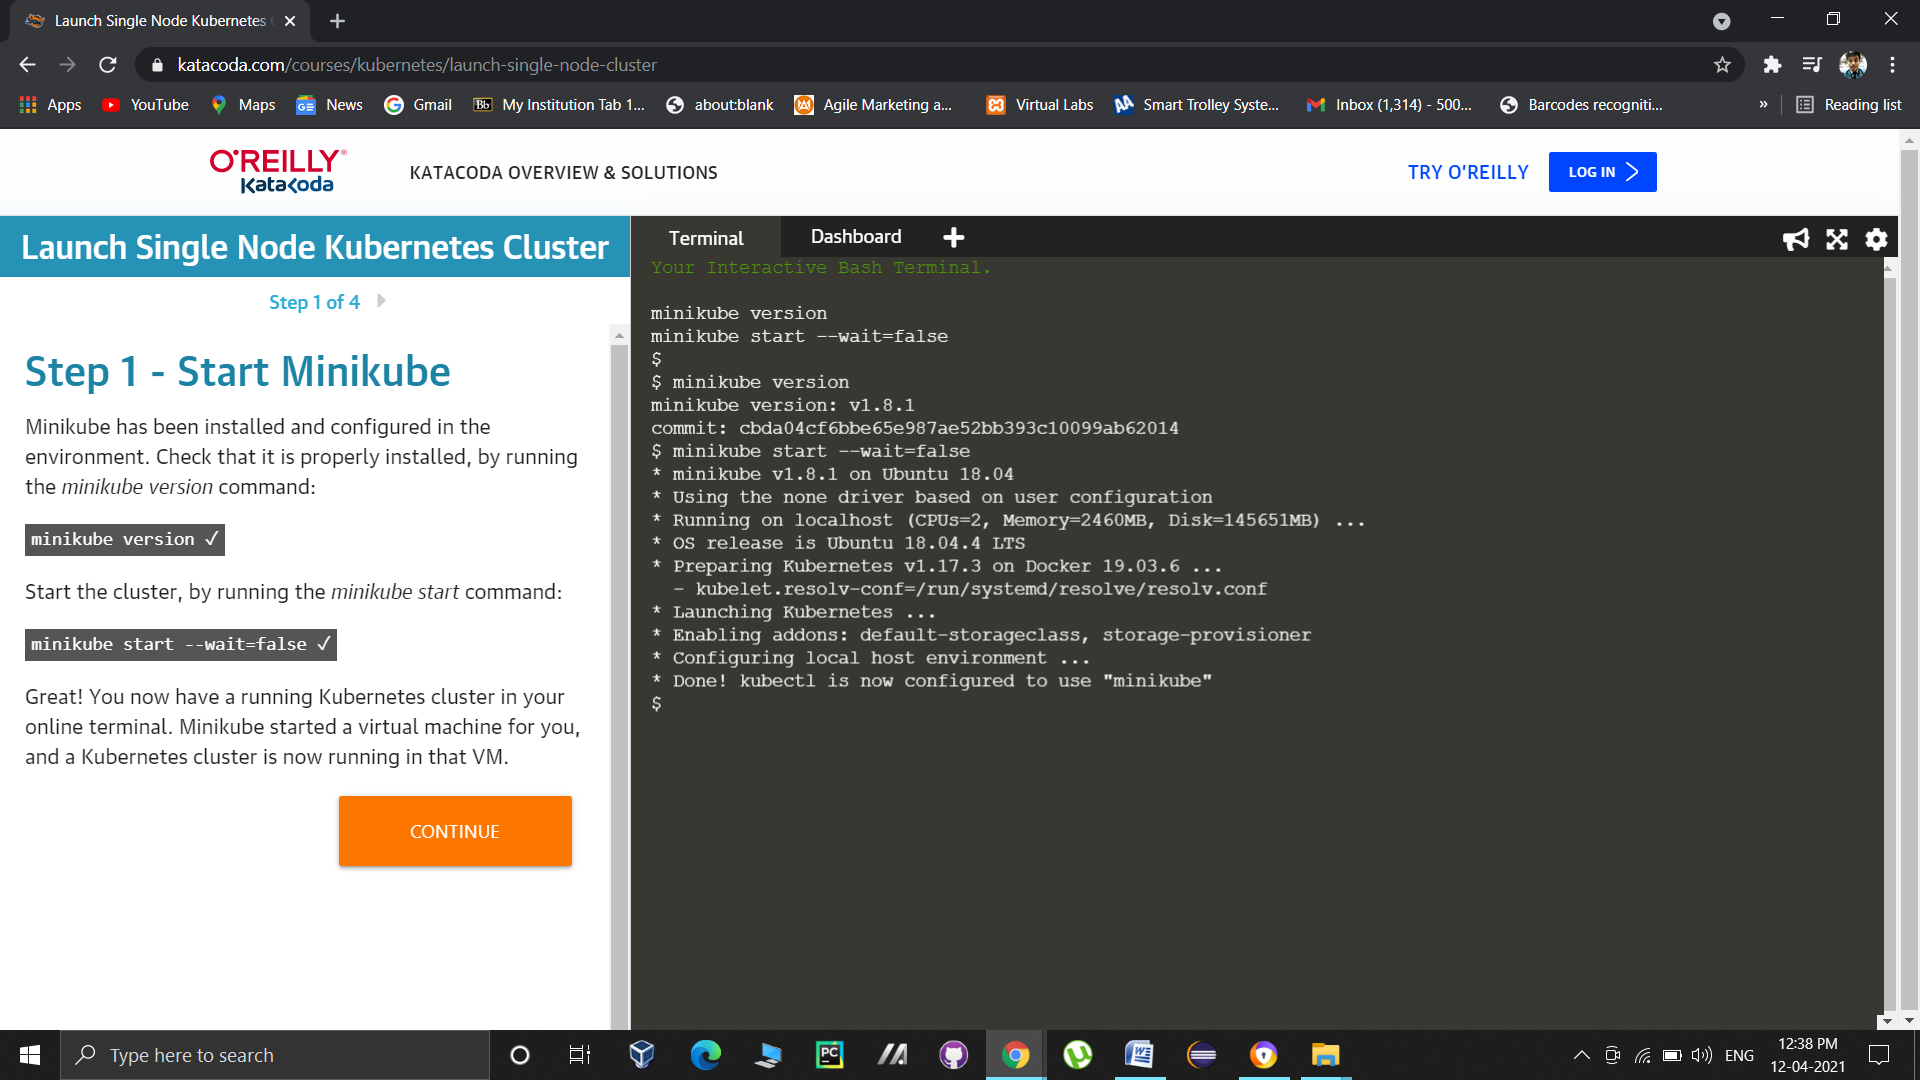 Launch Single Node Kubernetes
katacoda.com/courses/kubernetes/launch-single-node-cluster
Apps YouTube Maps News Gmail My Institution Tab 1... about:blank Agile Marketing a... Virtual Labs Smart Trolley Syste... Inbox (1,314) - 500... Barcodes recogniti... » Reading list
O'REILLY®
Katacoda
KATACODA OVERVIEW & SOLUTIONS
TRY O'REILLY
LOG IN
Launch Single Node Kubernetes Cluster
Step 1 of 4
Step 1 - Start Minikube
Minikube has been installed and configured in the
environment. Check that it is properly installed, by running
the minikube version command:
minikube version ✓
Start the cluster, by running the minikube start command:
minikube start --wait=false ✓
Great! You now have a running Kubernetes cluster in your
online terminal. Minikube started a virtual machine for you,
and a Kubernetes cluster is now running in that VM.
CONTINUE
Terminal Dashboard
Your Interactive Bash Terminal.
minikube version
minikube start --wait=false
$
$ minikube version
minikube version: v1.8.1
commit: cbda04cf6bbe65e987ae52bb393c10099ab62014
$ minikube start --wait=false
* minikube v1.8.1 on Ubuntu 18.04
* Using the none driver based on user configuration
* Running on localhost (CPUs=2, Memory=2460MB, Disk=145651MB) ...
* OS release is Ubuntu 18.04.4 LTS
* Preparing Kubernetes v1.17.3 on Docker 19.03.6 ...
- kubelet.resolv-conf=/run/systemd/resolve/resolv.conf
* Launching Kubernetes ...
* Enabling addons: default-storageclass, storage-provisioner
* Configuring local host environment ...
* Done! kubectl is now configured to use "minikube"
$
Type here to search
ENG
12:38 PM
12-04-2021